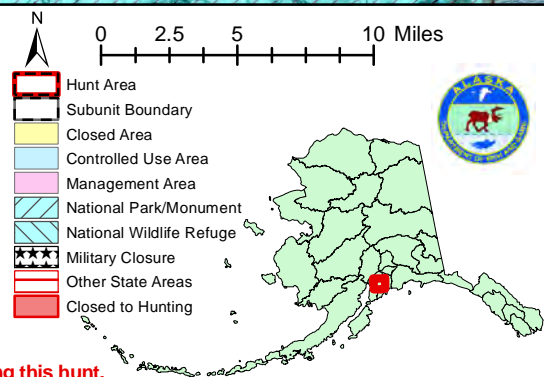 N
0 2.5 5 10 Miles
Hunt Area
Subunit Boundary
Closed Area
Controlled Use Area
Management Area
National Park/Monument
National Wildlife Refuge
Military Closure
Other State Areas
Closed to Hunting
ALASKA
ng this hunt.